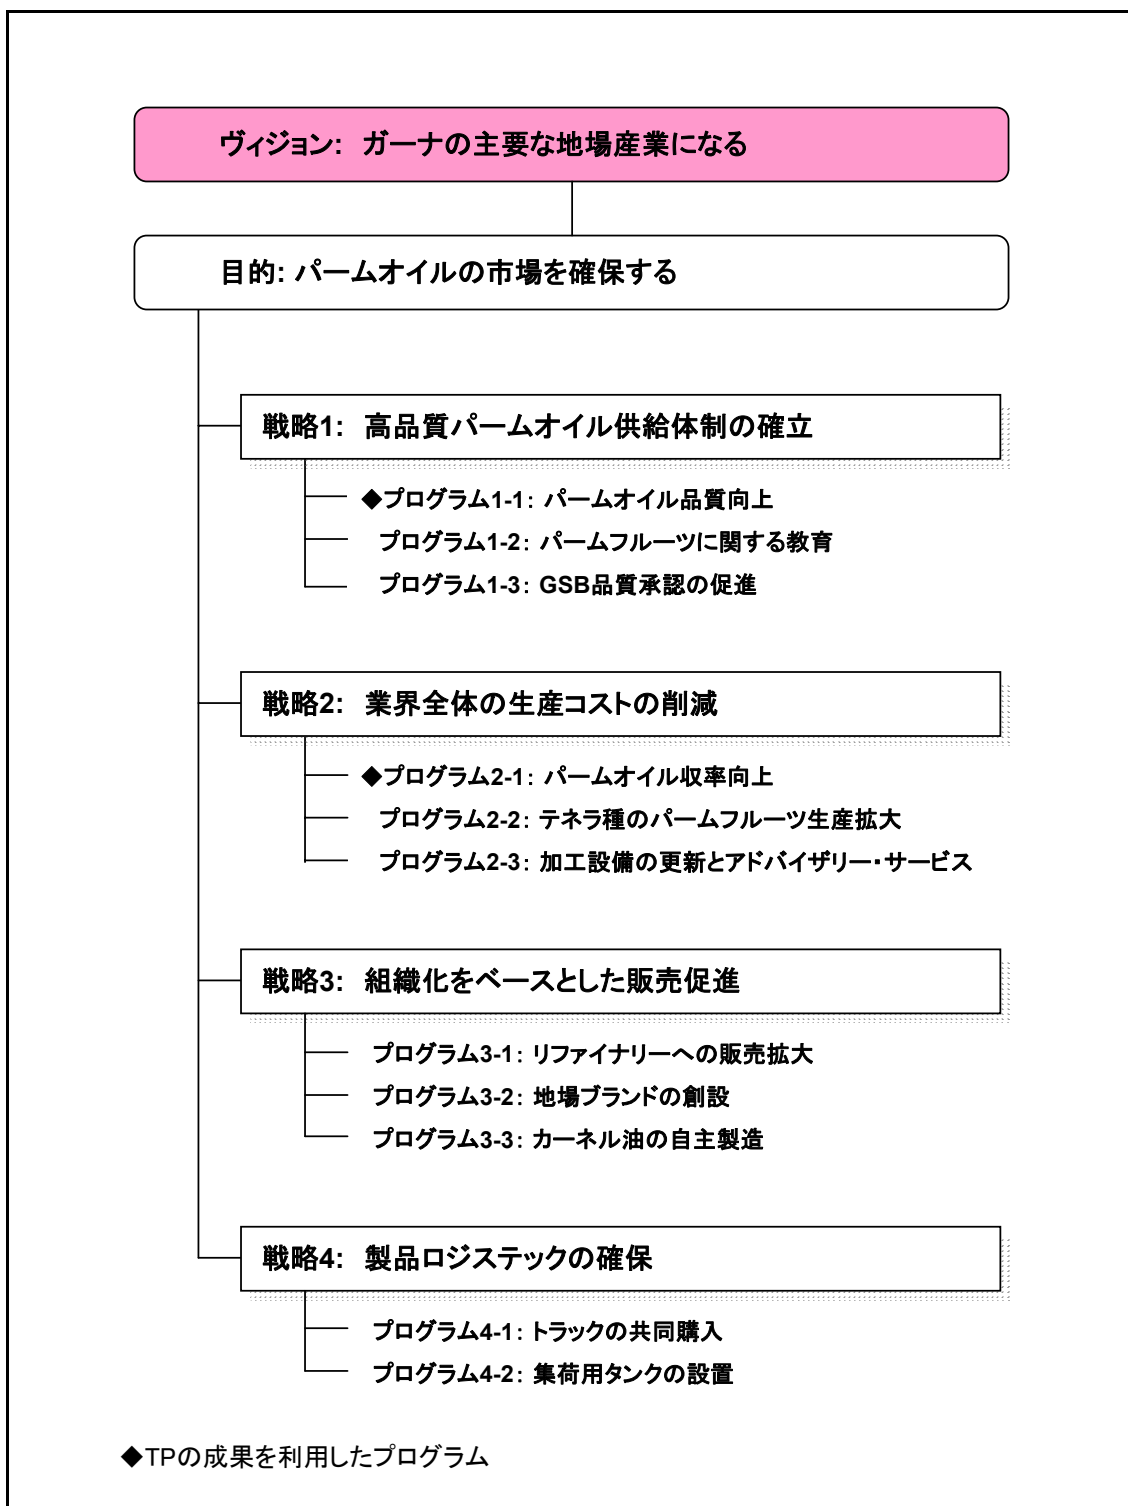 ヴィジョン: ガーナの主要な地場産業になる
目的: パームオイルの市場を確保する
戦略1: 高品質パームオイル供給体制の確立
◆プログラム1-1: パームオイル品質向上
プログラム1-2: パームフルーツに関する教育
プログラム1-3: GSB品質承認の促進
戦略2: 業界全体の生産コストの削減
◆プログラム2-1: パームオイル収率向上
プログラム2-2: テネラ種のパームフルーツ生産拡大
プログラム2-3: 加工設備の更新とアドバイザリー・サービス
戦略3: 組織化をベースとした販売促進
プログラム3-1: リファイナリーへの販売拡大
プログラム3-2: 地場ブランドの創設
プログラム3-3: カーネル油の自主製造
戦略4: 製品ロジステックの確保
プログラム4-1: トラックの共同購入
プログラム4-2: 集荷用タンクの設置
◆TPの成果を利用したプログラム